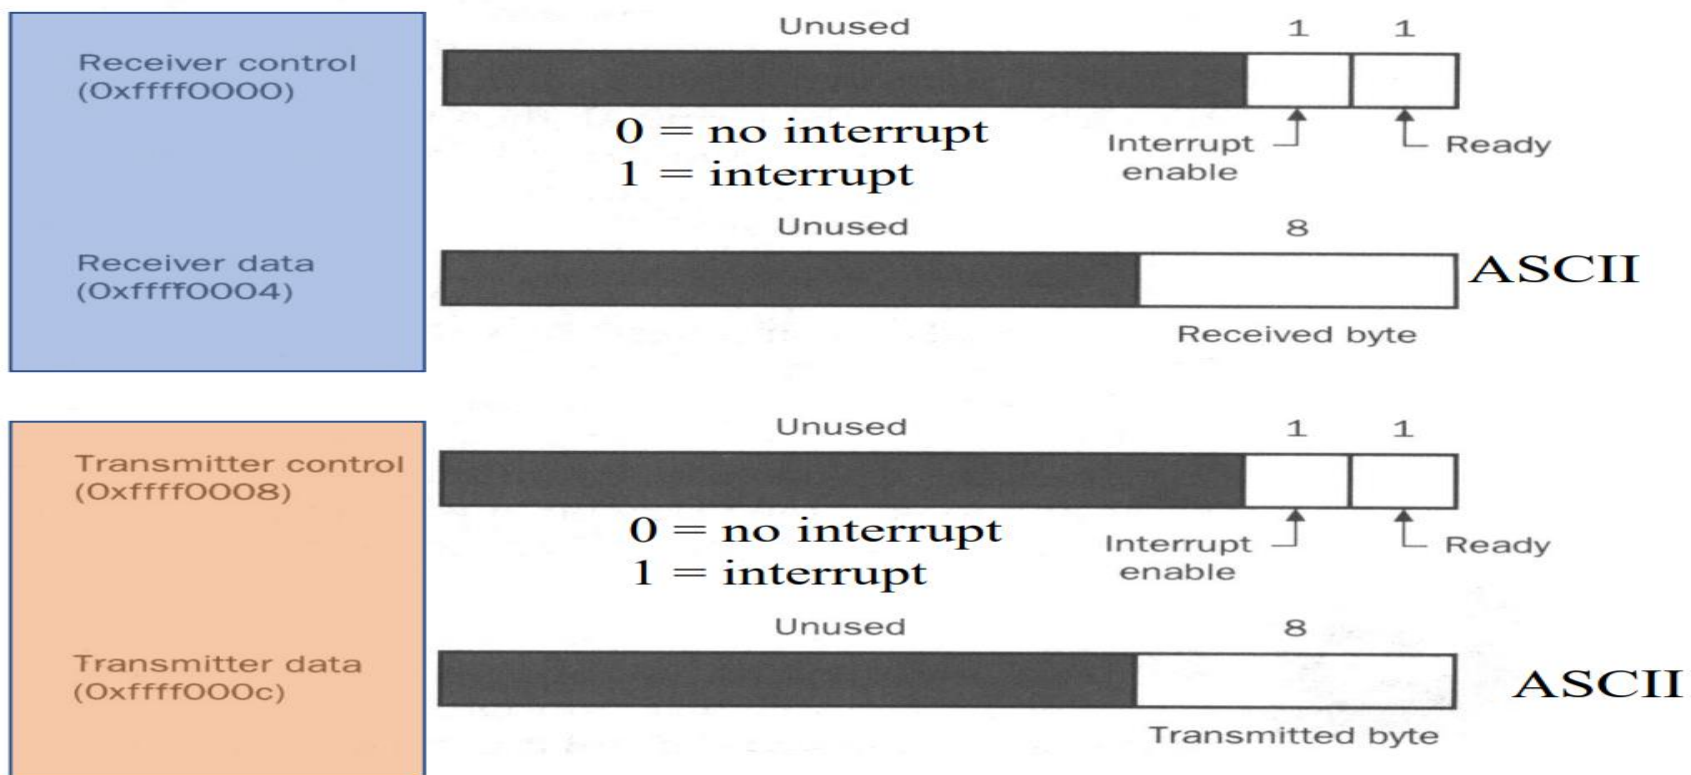 Unused 1 1
Receiver control
(0xffff0000)
0 = no interrupt
1 = interrupt
Interrupt
enable
Ready
Unused 8
Receiver data
(0xffff0004)
ASCII
Received byte
Unused 1 1
Transmitter control
(0xffff0008)
0 = no interrupt
1 = interrupt
Interrupt
enable
Ready
Unused 8
Transmitter data
(0xffff000c)
ASCII
Transmitted byte